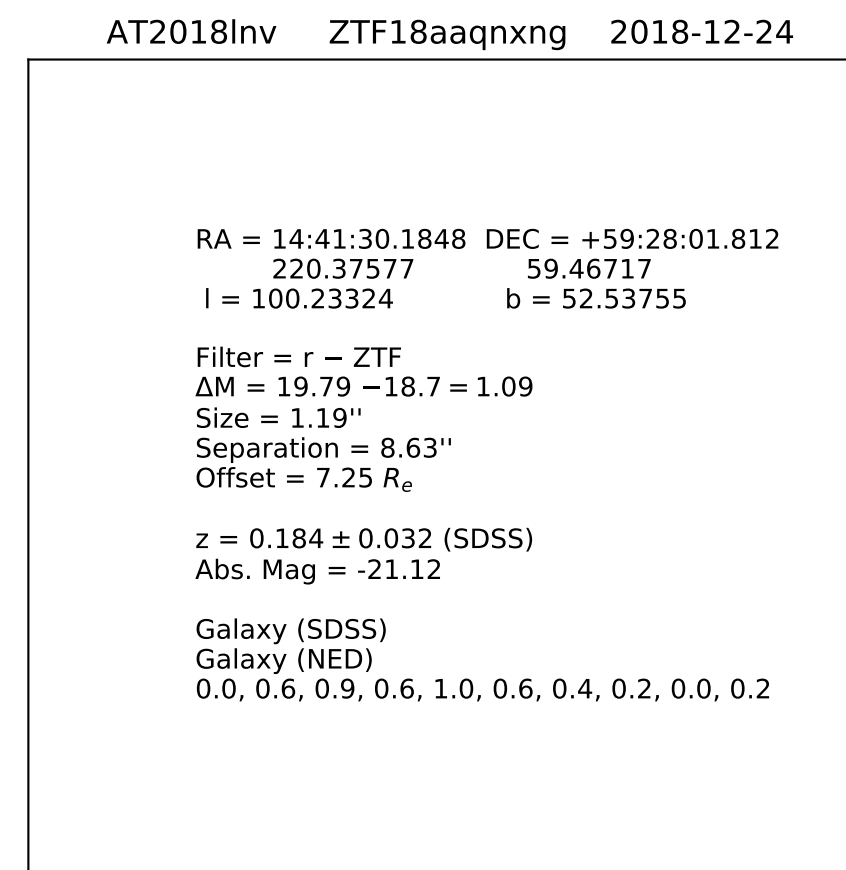 AT2018lnv ZTF18aaqnxng 2018-12-24
RA = 14:41:30.1848 DEC = +59:28:01.812
220.37577 59.46717
l = 100.23324 b = 52.53755
Filter = r − ZTF
ΔM = 19.79 −18.7 = 1.09
Size = 1.19''
Separation = 8.63''
Offset = 7.25 Rₑ
z = 0.184 ± 0.032 (SDSS)
Abs. Mag = -21.12
Galaxy (SDSS)
Galaxy (NED)
0.0, 0.6, 0.9, 0.6, 1.0, 0.6, 0.4, 0.2, 0.0, 0.2